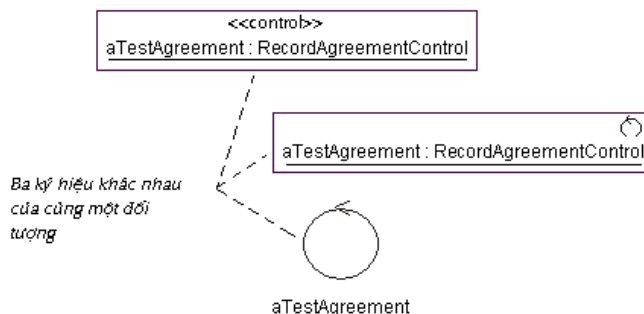 <<control>>
aTestAgreement : RecordAgreementControl
aTestAgreement : RecordAgreementControl
Ba ký hiệu khác nhau
của cùng một đối
tượng
aTestAgreement